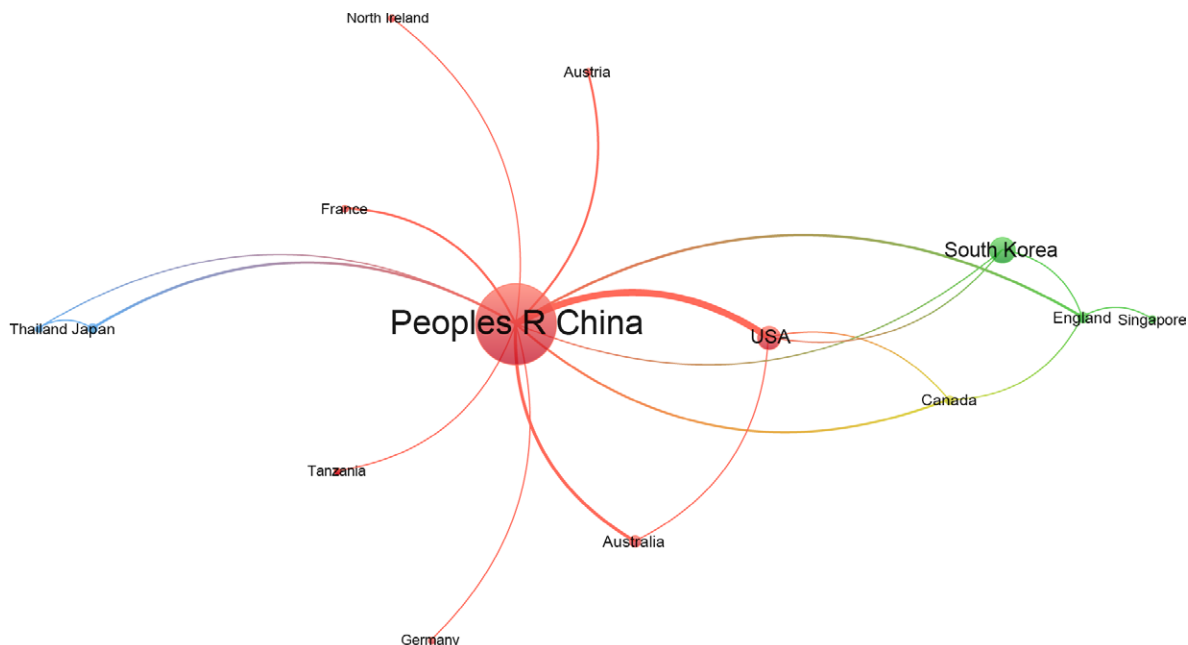 North Ireland
Austria
France
South Korea
Thailand Japan
Peoples R China
USA
England
Singapore
Canada
Tanzania
Australia
Germany